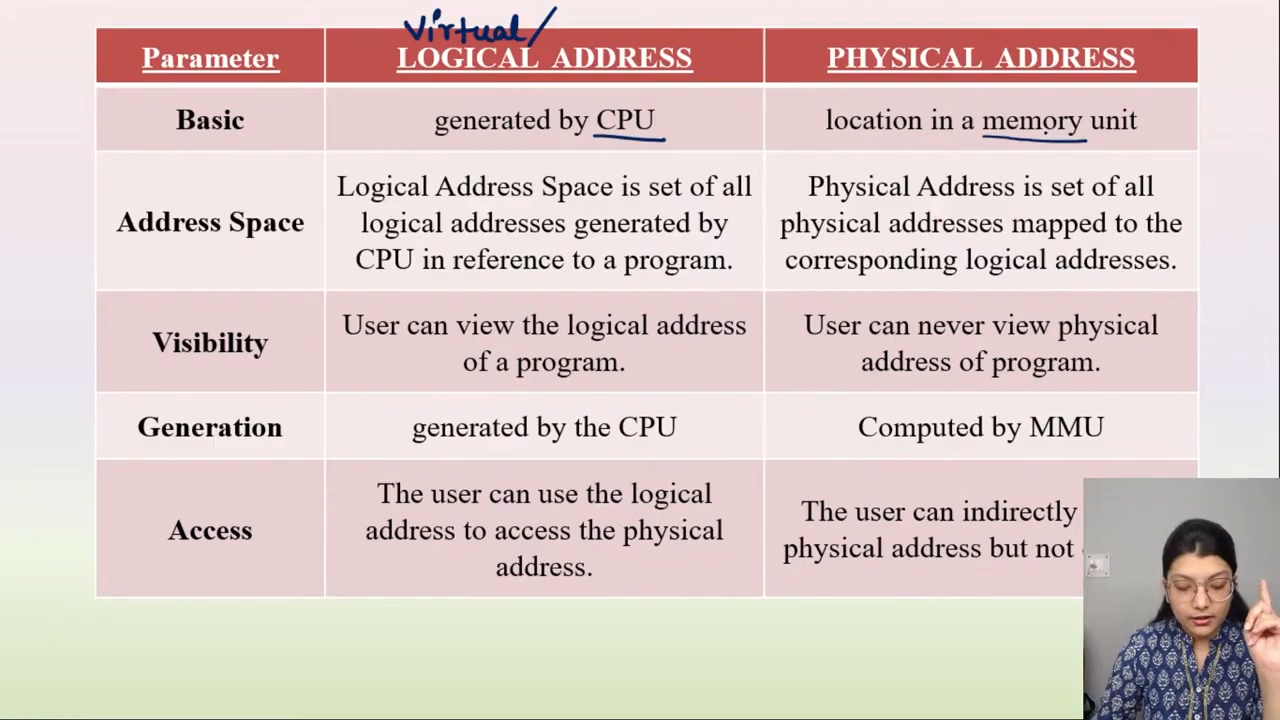 Virtual/
Parameter
LOGICAL ADDRESS
PHYSICAL ADDRESS
Basic
generated by CPU
location in a memory unit
Address Space
Logical Address Space is set of all
logical addresses generated by
CPU in reference to a program.
Physical Address is set of all
physical addresses mapped to the
corresponding logical addresses.
Visibility
User can view the logical address
of a program.
User can never view physical
address of program.
Generation
generated by the CPU
Computed by MMU
Access
The user can use the logical
address to access the physical
address.
The user can indirectly
physical address but not